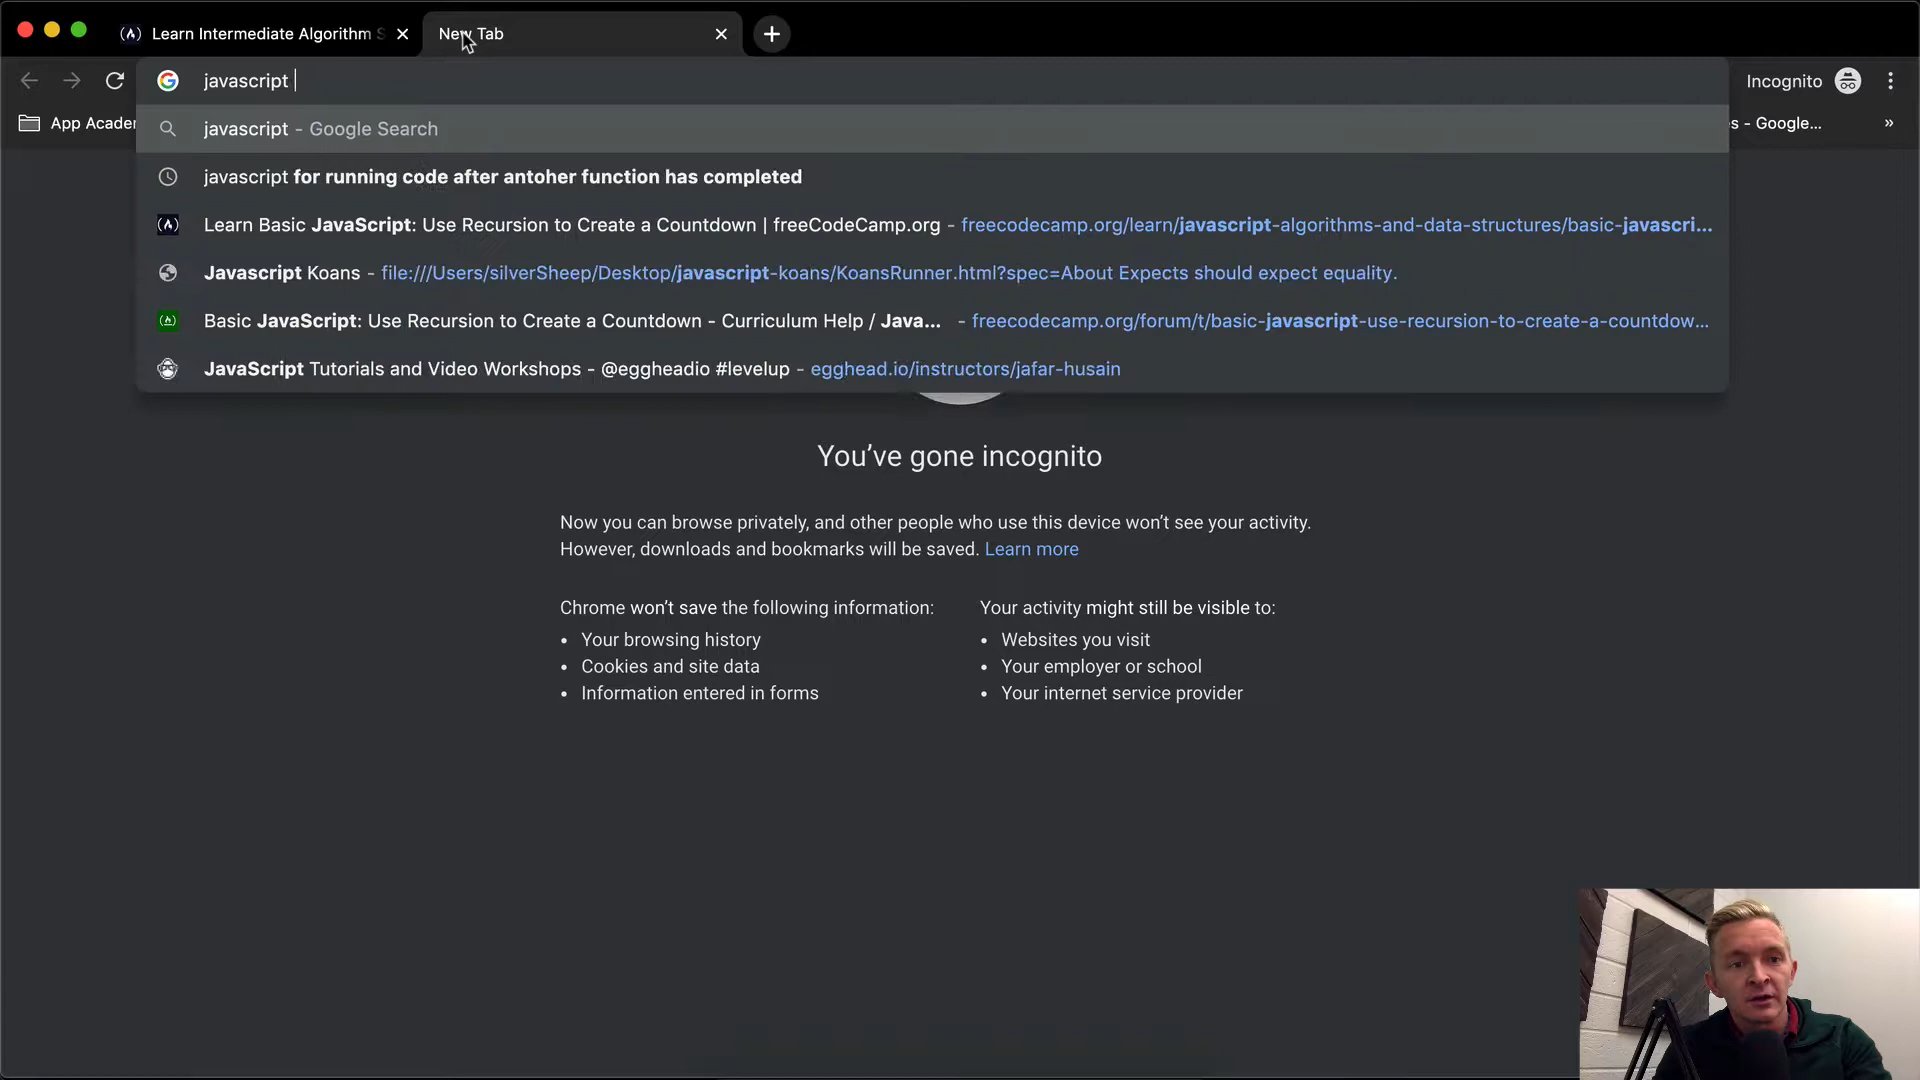 Learn Intermediate Algorithm S
New Tab
javascript
Incognito
App Acader
s - Google...
»
javascript - Google Search
javascript for running code after antoher function has completed
Learn Basic JavaScript: Use Recursion to Create a Countdown | freeCodeCamp.org - freecodecamp.org/learn/javascript-algorithms-and-data-structures/basic-javascri...
Javascript Koans - file:///Users/silverSheep/Desktop/javascript-koans/KoansRunner.html?spec=About Expects should expect equality.
Basic JavaScript: Use Recursion to Create a Countdown - Curriculum Help / Java... - freecodecamp.org/forum/t/basic-javascript-use-recursion-to-create-a-countdow...
JavaScript Tutorials and Video Workshops - @eggheadio #levelup - egghead.io/instructors/jafar-husain
You've gone incognito
Now you can browse privately, and other people who use this device won't see your activity.
However, downloads and bookmarks will be saved. Learn more
Chrome won't save the following information:
• Your browsing history
• Cookies and site data
• Information entered in forms
Your activity might still be visible to:
• Websites you visit
• Your employer or school
• Your internet service provider